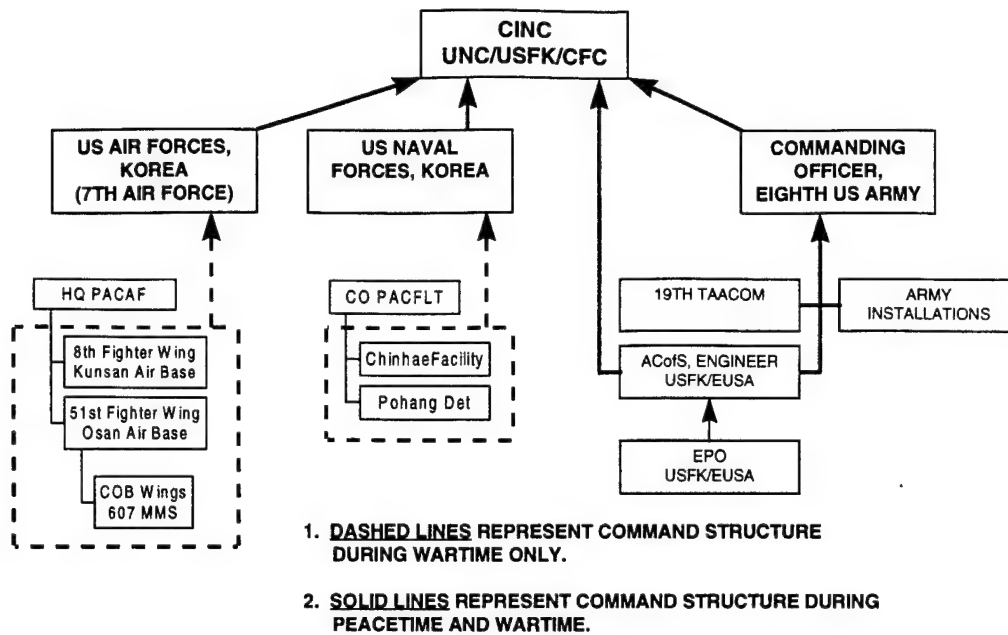 CINC
UNC/USFK/CFC
US AIR FORCES,
KOREA
(7TH AIR FORCE)
US NAVAL
FORCES, KOREA
COMMANDING
OFFICER,
EIGHTH US ARMY
HQ PACAF
8th Fighter Wing
Kunsan Air Base
51st Fighter Wing
Osan Air Base
COB Wings
607 MMS
CO PACFLT
ChinhaeFacility
Pohang Det
19TH TAACOM
ARMY
INSTALLATIONS
ACofS, ENGINEER
USFK/EUSA
EPO
USFK/EUSA
1. DASHED LINES REPRESENT COMMAND STRUCTURE
DURING WARTIME ONLY.
2. SOLID LINES REPRESENT COMMAND STRUCTURE DURING
PEACETIME AND WARTIME.